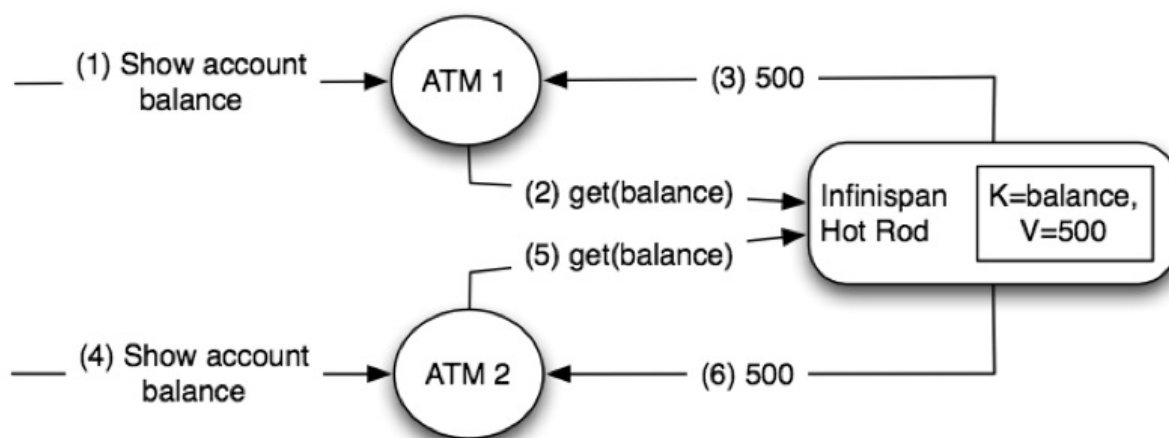 (1) Show account
balance
ATM 1
(3) 500
(2) get(balance)
Infinispan
Hot Rod
K=balance,
V=500
(5) get(balance)
(4) Show account
balance
ATM 2
(6) 500